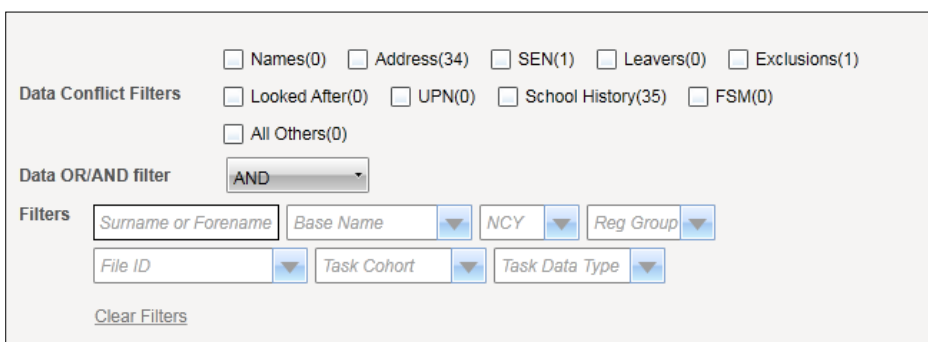 Names(0) Address(34) SEN(1) Leavers(0) Exclusions(1)
Data Conflict Filters Looked After(0) UPN(0) School History(35) FSM(0)
All Others(0)
Data OR/AND filter AND
Filters Surname or Forename Base Name NCY Reg Group
File ID Task Cohort Task Data Type
Clear Filters